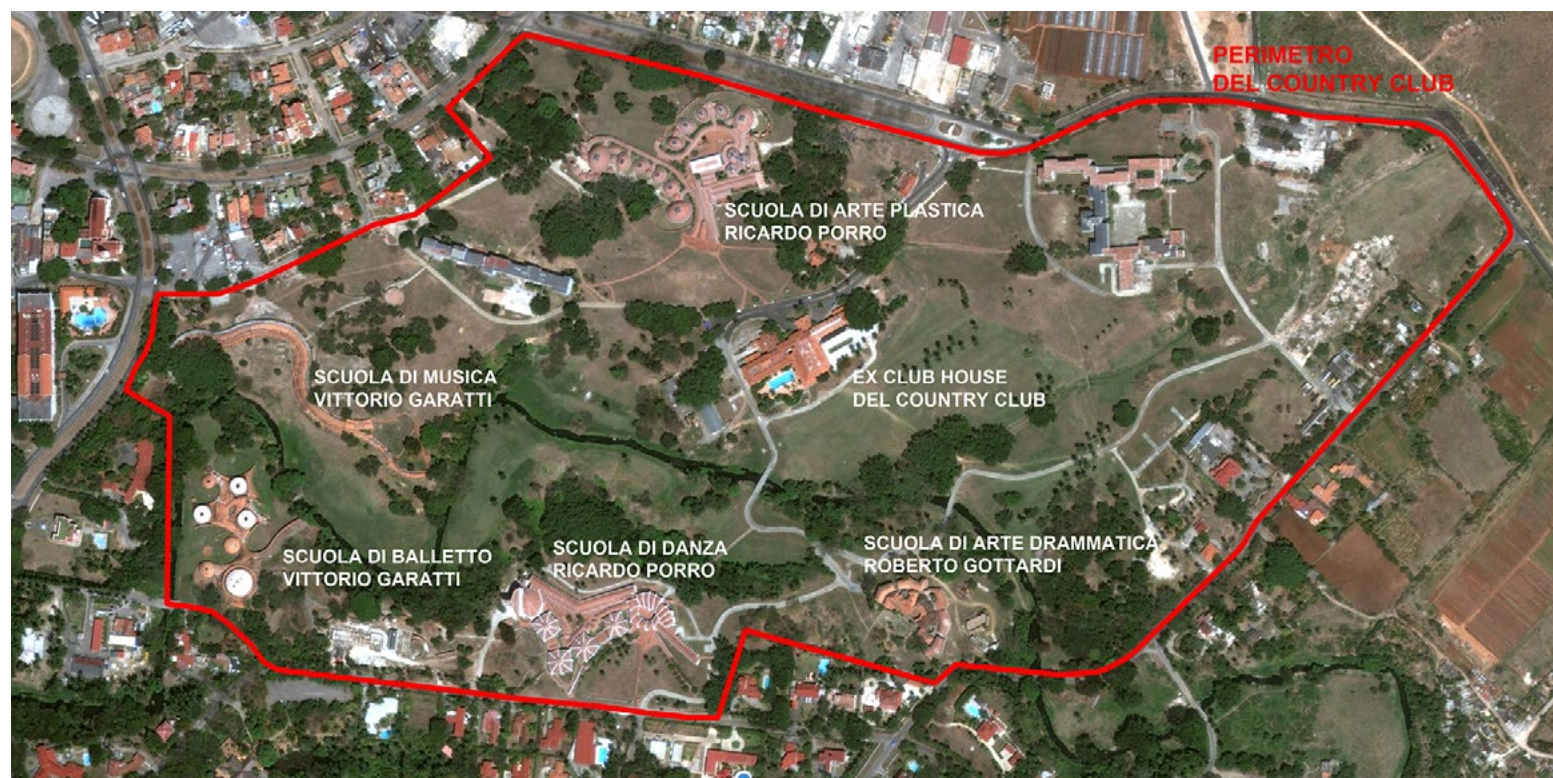 PERIMETRO
DEL COUNTRY CLUB
SCUOLA DI ARTE PLASTICA
RICARDO PORRO
SCUOLA DI MUSICA
VITTORIO GARATTI
EX CLUB HOUSE
DEL COUNTRY CLUB
SCUOLA DI BALLETTO
VITTORIO GARATTI
SCUOLA DI DANZA
RICARDO PORRO
SCUOLA DI ARTE DRAMMATICA
ROBERTO GOTTARDI